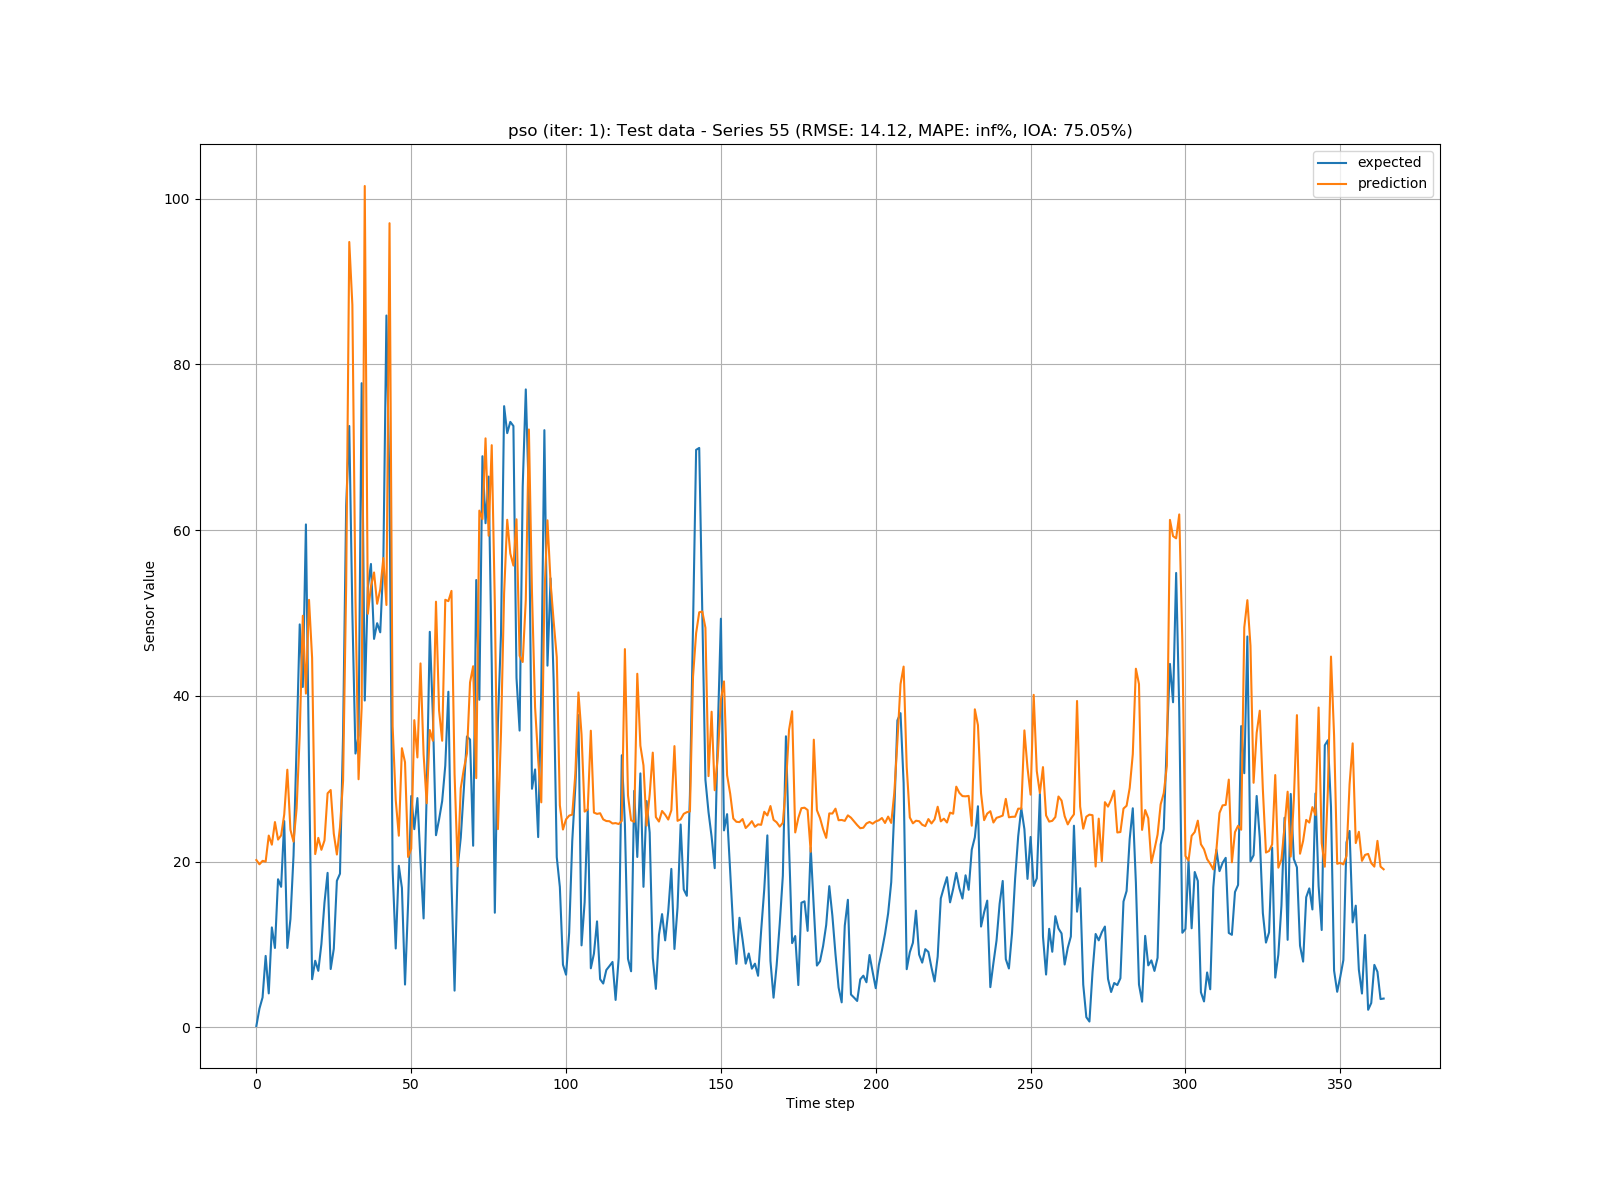 pso (iter: 1): Test data - Series 55 (RMSE: 14.12, MAPE: inf%, IOA: 75.05%)
expected
prediction
100
80
60
40
20
0
Sensor Value
0 50 100 150 200 250 300 350
Time step